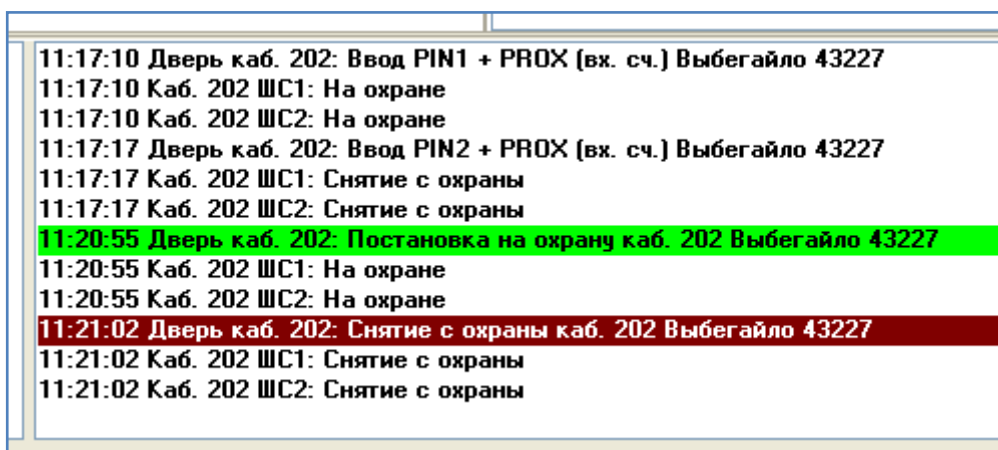 11:17:10 Дверь каб. 202: Ввод PIN1 + PROX (вх. сч.) Выбегайло 43227
11:17:10 Каб. 202 ШС1: На охране
11:17:10 Каб. 202 ШС2: На охране
11:17:17 Дверь каб. 202: Ввод PIN2 + PROX (вх. сч.) Выбегайло 43227
11:17:17 Каб. 202 ШС1: Снятие с охраны
11:17:17 Каб. 202 ШС2: Снятие с охраны
11:20:55 Дверь каб. 202: Постановка на охрану каб. 202 Выбегайло 43227
11:20:55 Каб. 202 ШС1: На охране
11:20:55 Каб. 202 ШС2: На охране
11:21:02 Дверь каб. 202: Снятие с охраны каб. 202 Выбегайло 43227
11:21:02 Каб. 202 ШС1: Снятие с охраны
11:21:02 Каб. 202 ШС2: Снятие с охраны